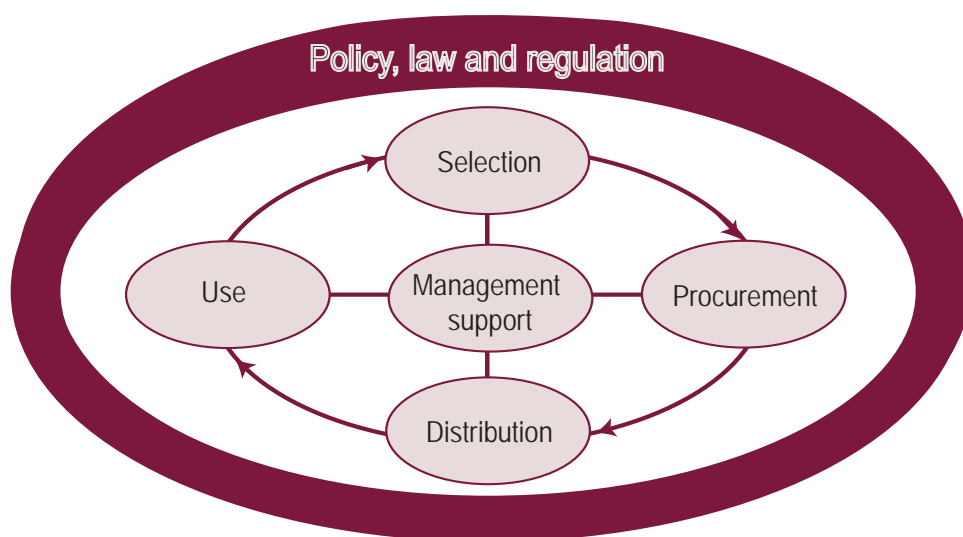 Policy, law and regulation
Selection
Use
Management
support
Procurement
Distribution